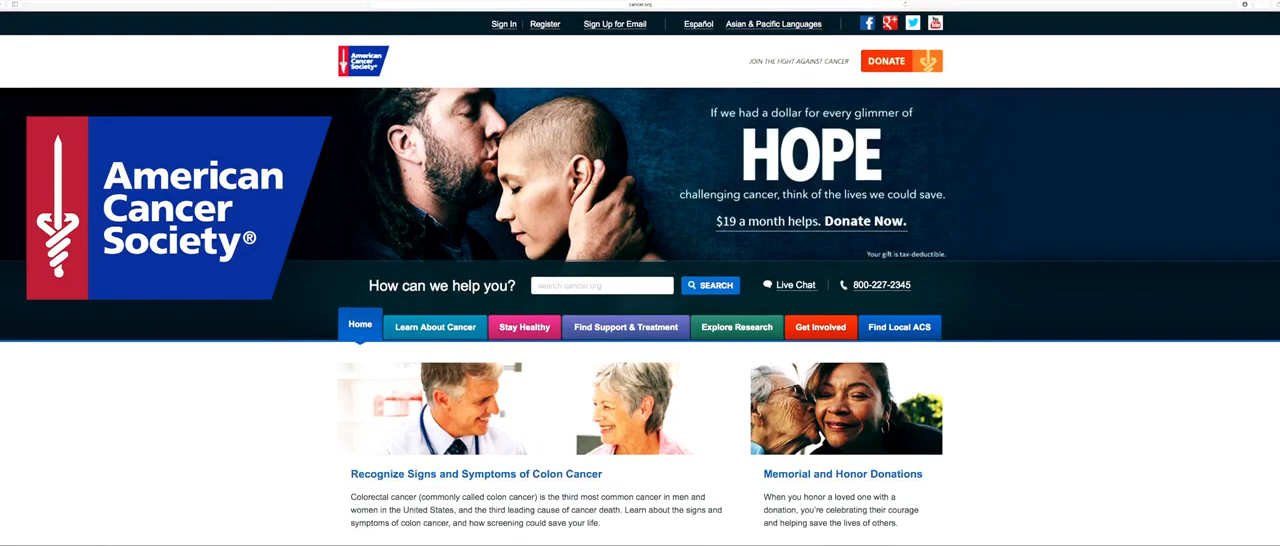 cancer.org
Sign In Register Sign Up for Email Español Asian & Pacific Languages
American
Cancer
Society®
JOIN THE FIGHT AGAINST CANCER DONATE
If we had a dollar for every glimmer of
HOPE
challenging cancer, think of the lives we could save.
$19 a month helps. Donate Now.
Your gift is tax-deductible.
American
Cancer
Society®
How can we help you? search cancer.org SEARCH Live Chat 800-227-2345
Home Learn About Cancer Stay Healthy Find Support & Treatment Explore Research Get Involved Find Local ACS
Recognize Signs and Symptoms of Colon Cancer
Colorectal cancer (commonly called colon cancer) is the third most common cancer in men and
women in the United States, and the third leading cause of cancer death. Learn about the signs and
symptoms of colon cancer, and how screening could save your life.
Memorial and Honor Donations
When you honor a loved one with a
donation, you're celebrating their courage
and helping save the lives of others.